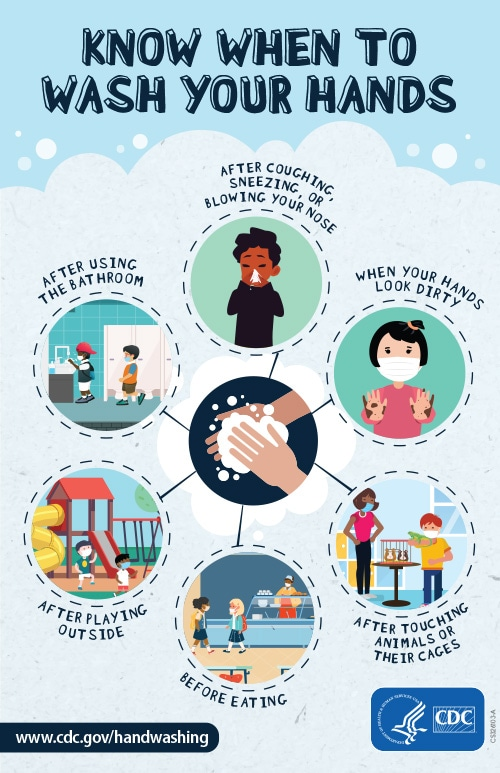 KNOW WHEN TO
WASH YOUR HANDS
AFTER COUGHING,
SNEEZING, OR
BLOWING YOUR NOSE
AFTER USING
THE BATHROOM
WHEN YOUR HANDS
LOOK DIRTY
AFTER PLAYING
OUTSIDE
BEFORE EATING
AFTER TOUCHING
ANIMALS OR
THEIR CAGES
www.cdc.gov/handwashing
CDC